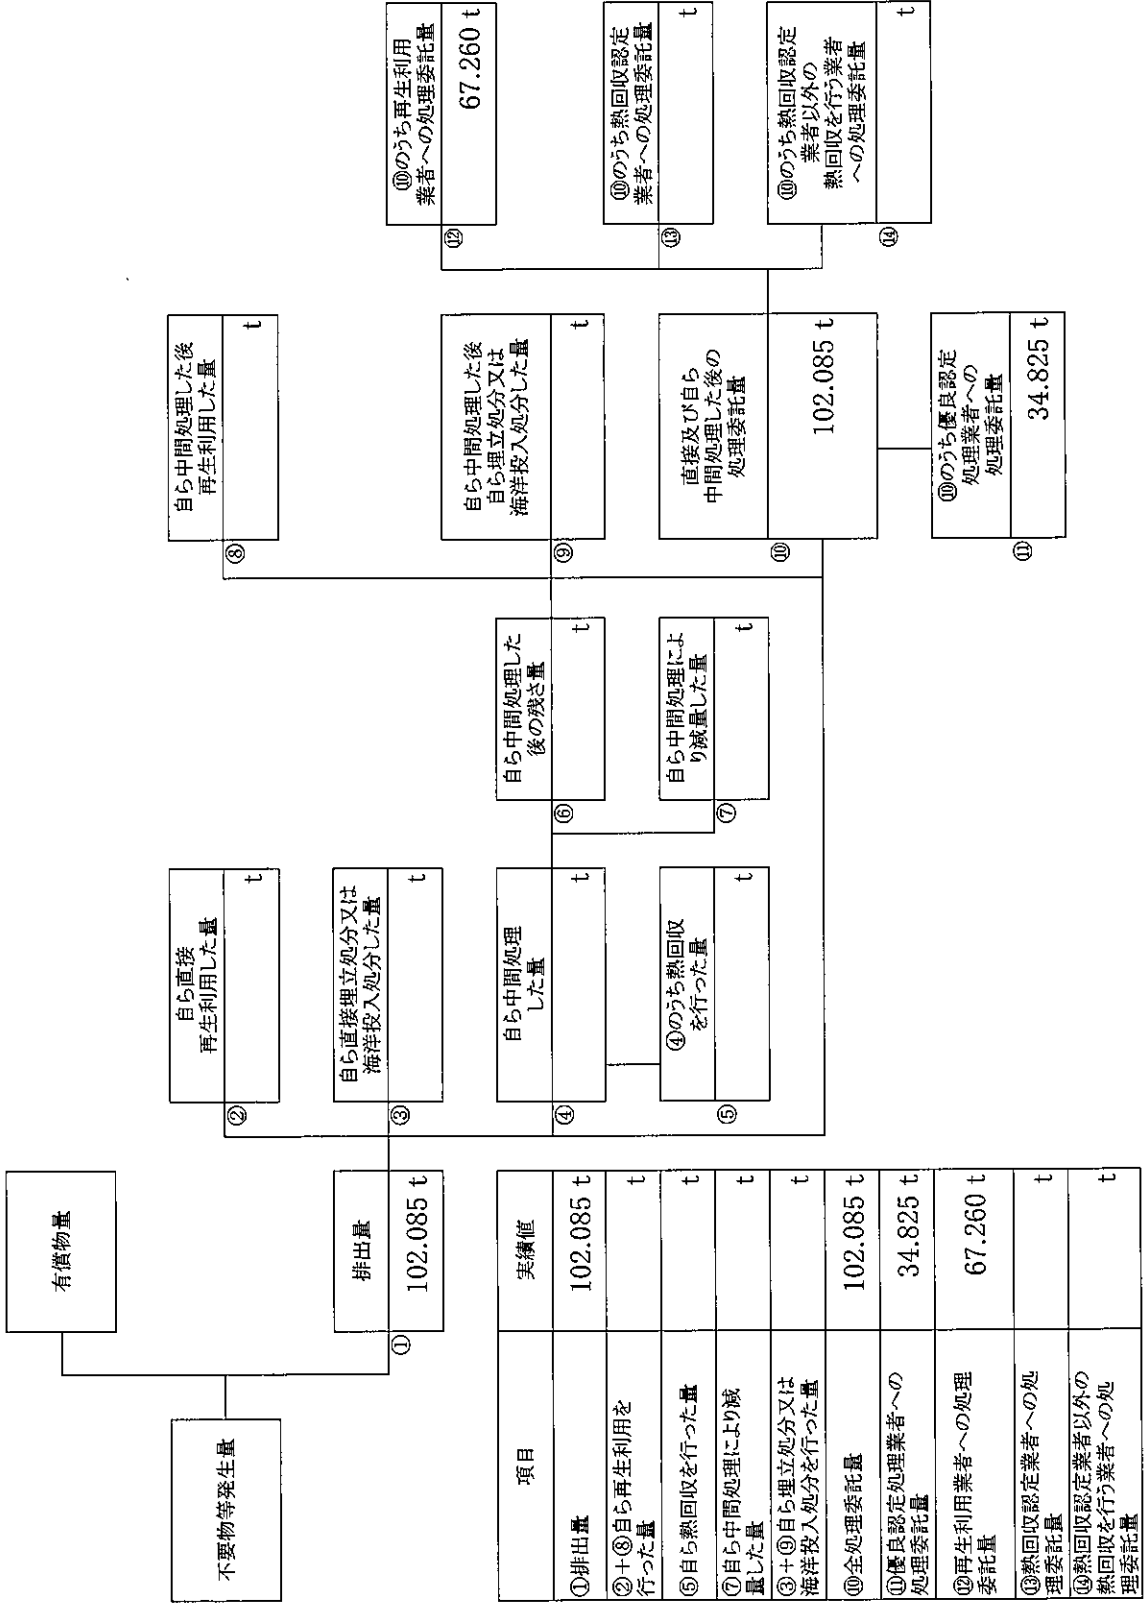 不要物等発生量
有償物量
排出量
①
102.085 t
自ら直接
再生利用した量
②
t
自ら直接埋立処分又は
海洋投入処分した量
③
t
自ら中間処理
した量
④
t
④のうち熱回収
を行った量
⑤
t
自ら中間処理した
後の残さ量
⑥
t
自ら中間処理によ
り減量した量
⑦
t
自ら中間処理した後
再生利用した量
⑧
t
自ら中間処理した後
自ら埋立処分又は
海洋投入処分した量
⑨
t
直接及び自ら
中間処理した後の
処理委託量
⑩
102.085 t
⑩のうち優良認定
処理業者への
処理委託量
⑪
34.825 t
⑩のうち再生利用
業者への処理委託量
⑫
67.260 t
⑩のうち熱回収認定
業者への処理委託量
⑬
t
⑩のうち熱回収認定
業者以外の
熱回収を行う業者
への処理委託量
⑭
t
項目 実績値
①排出量 102.085 t
②+⑧自ら再生利用を
行った量 t
⑤自ら熱回収を行った量 t
⑦自ら中間処理により減
量した量 t
③+⑨自ら埋立処分又は
海洋投入処分を行った量 t
⑩全処理委託量 102.085 t
⑪優良認定処理業者への
処理委託量 34.825 t
⑫再生利用業者への処理
委託量 67.260 t
⑬熱回収認定業者への処
理委託量 t
⑭熱回収認定業者以外の
熱回収を行う業者への処
理委託量 t